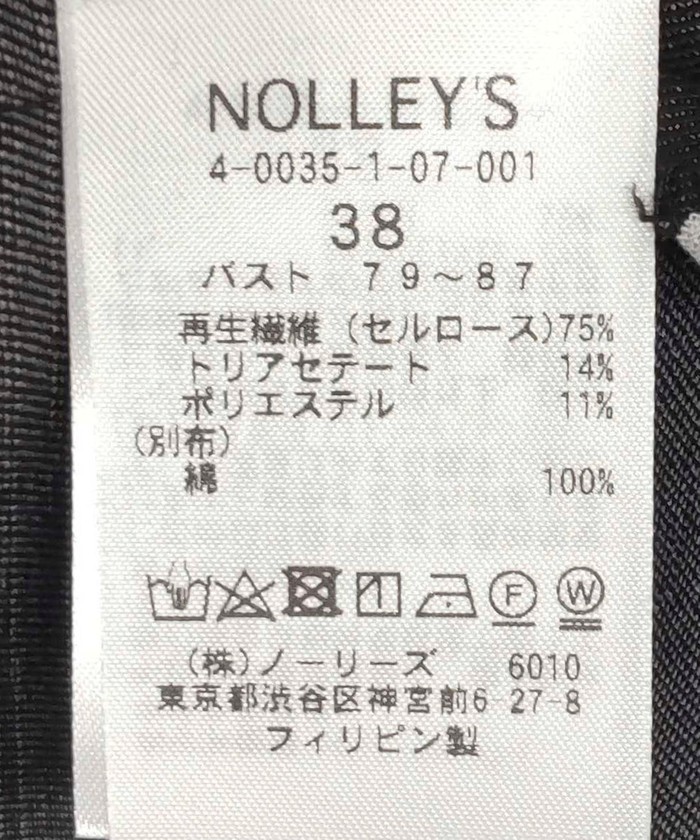 NOLLEY'S
4-0035-1-07-001
38
バスト 79～87
再生繊維(セルロース)75%
トリアセテート 14%
ポリエステル 11%
(別布)
綿 100%
F W
(株)ノーリーズ 6010
東京都渋谷区神宮前6-27-8
フィリピン製